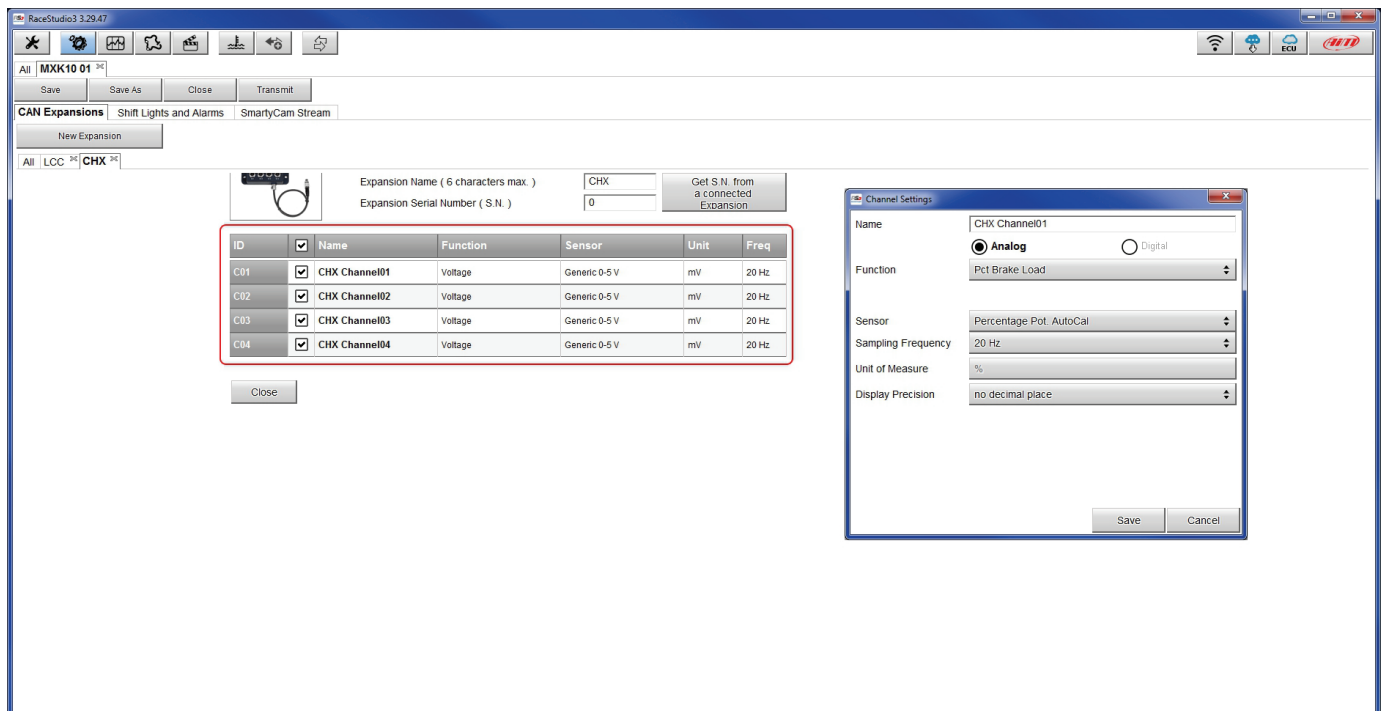 RaceStudio3 3.29.47
ECU
AIM
All MXK10 01
Save Save As Close Transmit
CAN Expansions Shift Lights and Alarms SmartyCam Stream
New Expansion
All LCC CHX
Expansion Name ( 6 characters max. ) CHX
Expansion Serial Number ( S.N. ) 0
Get S.N. from
a connected
Expansion
ID Name Function Sensor Unit Freq
C01 CHX Channel01 Voltage Generic 0-5 V mV 20 Hz
C02 CHX Channel02 Voltage Generic 0-5 V mV 20 Hz
C03 CHX Channel03 Voltage Generic 0-5 V mV 20 Hz
C04 CHX Channel04 Voltage Generic 0-5 V mV 20 Hz
Close
Channel Settings
Name CHX Channel01
Analog Digital
Function Pct Brake Load
Sensor Percentage Pot. AutoCal
Sampling Frequency 20 Hz
Unit of Measure %
Display Precision no decimal place
Save Cancel